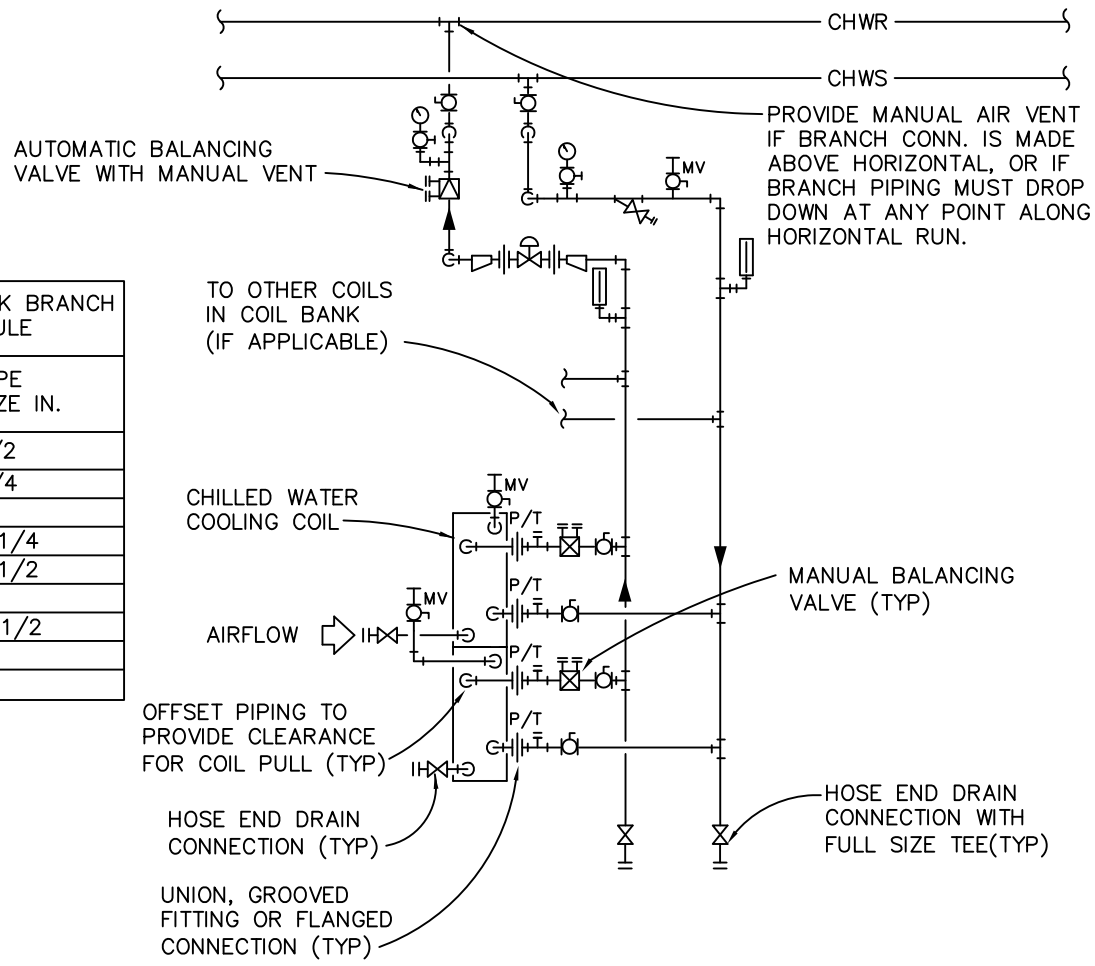 CHWR
CHWS
PROVIDE MANUAL AIR VENT
IF BRANCH CONN. IS MADE
ABOVE HORIZONTAL, OR IF
BRANCH PIPING MUST DROP
DOWN AT ANY POINT ALONG
HORIZONTAL RUN.
AUTOMATIC BALANCING
VALVE WITH MANUAL VENT
MV
TO OTHER COILS
IN COIL BANK
(IF APPLICABLE)
BRANCH
ZE IN.
/2
/4
1/4
1/2
1/2
CHILLED WATER
COOLING COIL
MV
P/T
P/T
MANUAL BALANCING
VALVE (TYP)
MV
AIRFLOW
P/T
P/T
OFFSET PIPING TO
PROVIDE CLEARANCE
FOR COIL PULL (TYP)
HOSE END DRAIN
CONNECTION (TYP)
HOSE END DRAIN
CONNECTION WITH
FULL SIZE TEE(TYP)
UNION, GROOVED
FITTING OR FLANGED
CONNECTION (TYP)